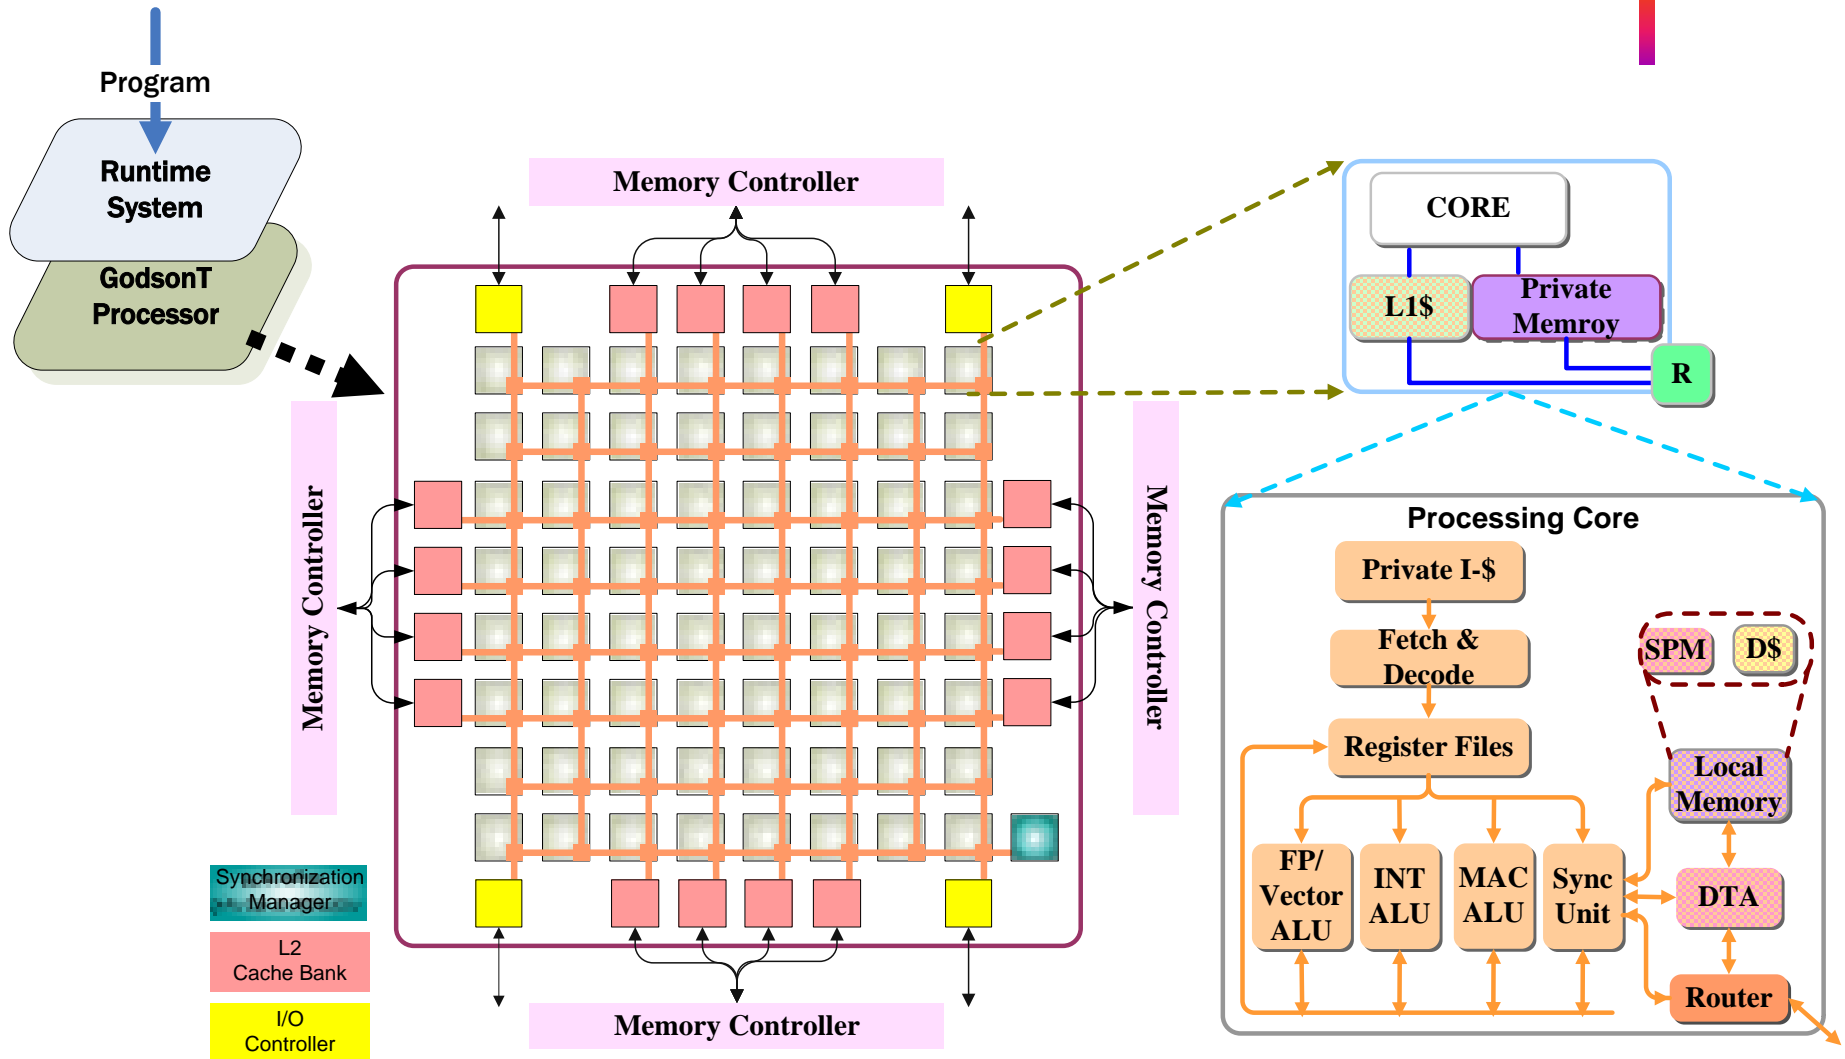 Program
Runtime
System
GodsonT
Processor
Memory Controller
Memory Controller
Memory Controller
Memory Controller
Synchronization
Manager
L2
Cache Bank
I/O
Controller
CORE
L1$
Private
Memroy
R
Processing Core
Private I-$
Fetch &
Decode
Register Files
FP/
Vector
ALU
INT
ALU
MAC
ALU
Sync
Unit
SPM
D$
Local
Memory
DTA
Router